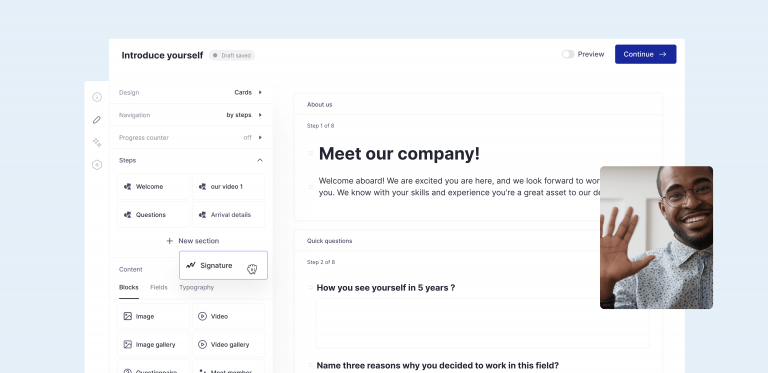 Introduce yourself
Draft saved
Preview
Continue
Design
Cards
Navigation
by steps
Progress counter
off
Steps
Welcome
our video 1
Questions
Arrival details
New section
Signature
Content
Blocks
Fields
Typography
Image
Video
Image gallery
Video gallery
Questionnaire
Meet member
About us
Step 1 of 8
Meet our company!
Welcome aboard! We are excited you are here, and we look forward to wor
you. We know with your skills and experience you're a great asset to our de
Quick questions
Step 2 of 8
How you see yourself in 5 years ?
Name three reasons why you decided to work in this field?